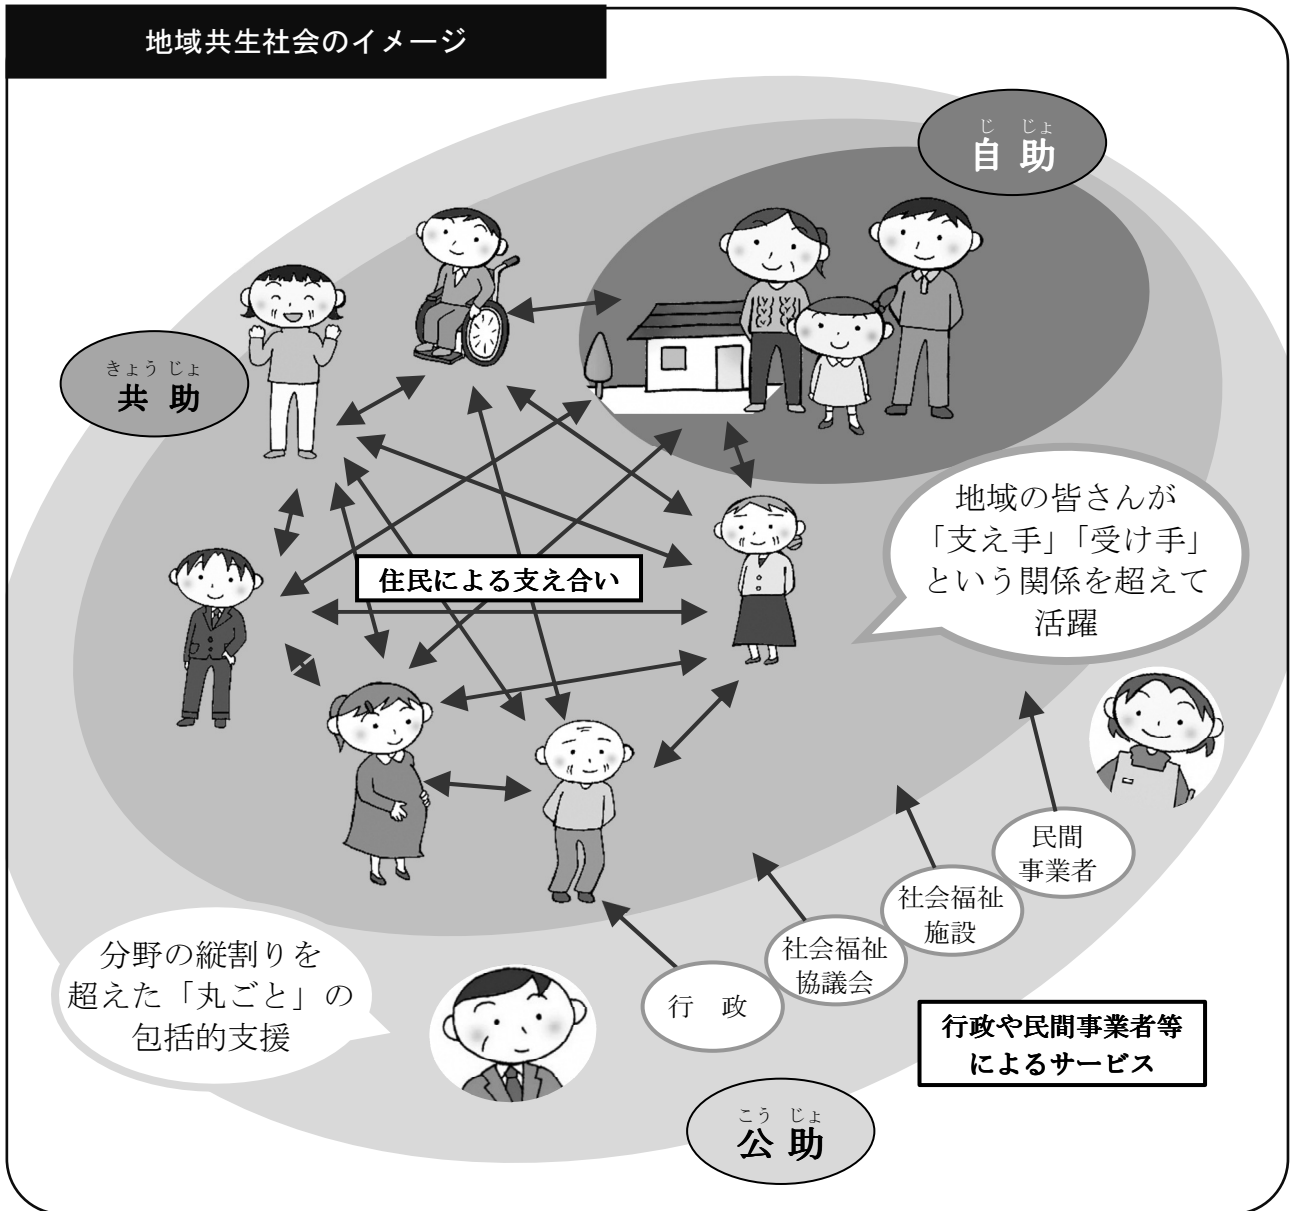 地域共生社会のイメージ
じ じょ
自 助
きょう じょ
共 助
地域の皆さんが
「支え手」「受け手」
という関係を超えて
活躍
住民による支え合い
民間
事業者
社会福祉
施設
社会福祉
協議会
行 政
分野の縦割りを
超えた「丸ごと」の
包括的支援
行政や民間事業者等
によるサービス
こう じょ
公 助